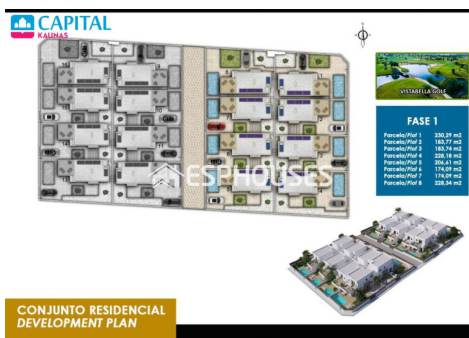 CAPITAL
KAUNAS
VISTABELLA GOLF
FASE 1
Parcela/Plot 1 230,29 m2
Parcela/Plot 2 183,77 m2
Parcela/Plot 3 183,74 m2
Parcela/Plot 4 228,18 m2
Parcela/Plot 5 206,61 m2
Parcela/Plot 6 174,09 m2
Parcela/Plot 7 174,09 m2
Parcela/Plot 8 228,34 m2
ESPHOUSES
CONJUNTO RESIDENCIAL
DEVELOPMENT PLAN